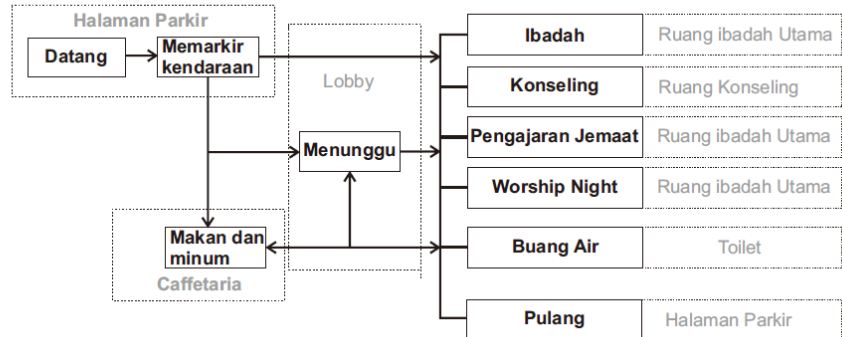 Halaman Parkir
Datang
Memarkir
kendaraan
Lobby
Menunggu
Makan dan
minum
Caffetaria
Ibadah
Ruang ibadah Utama
Konseling
Ruang Konseling
Pengajaran Jemaat
Ruang ibadah Utama
Worship Night
Ruang ibadah Utama
Buang Air
Toilet
Pulang
Halaman Parkir